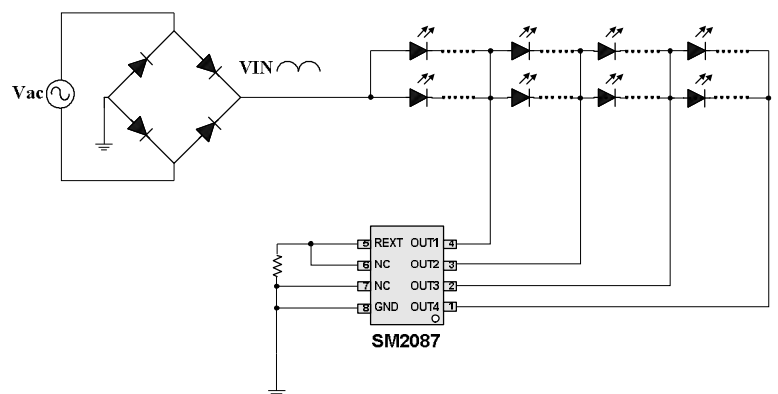 VIN
Vac
5 REXT OUT1 4
6 NC OUT2 3
7 NC OUT3 2
8 GND OUT4 1
SM2087